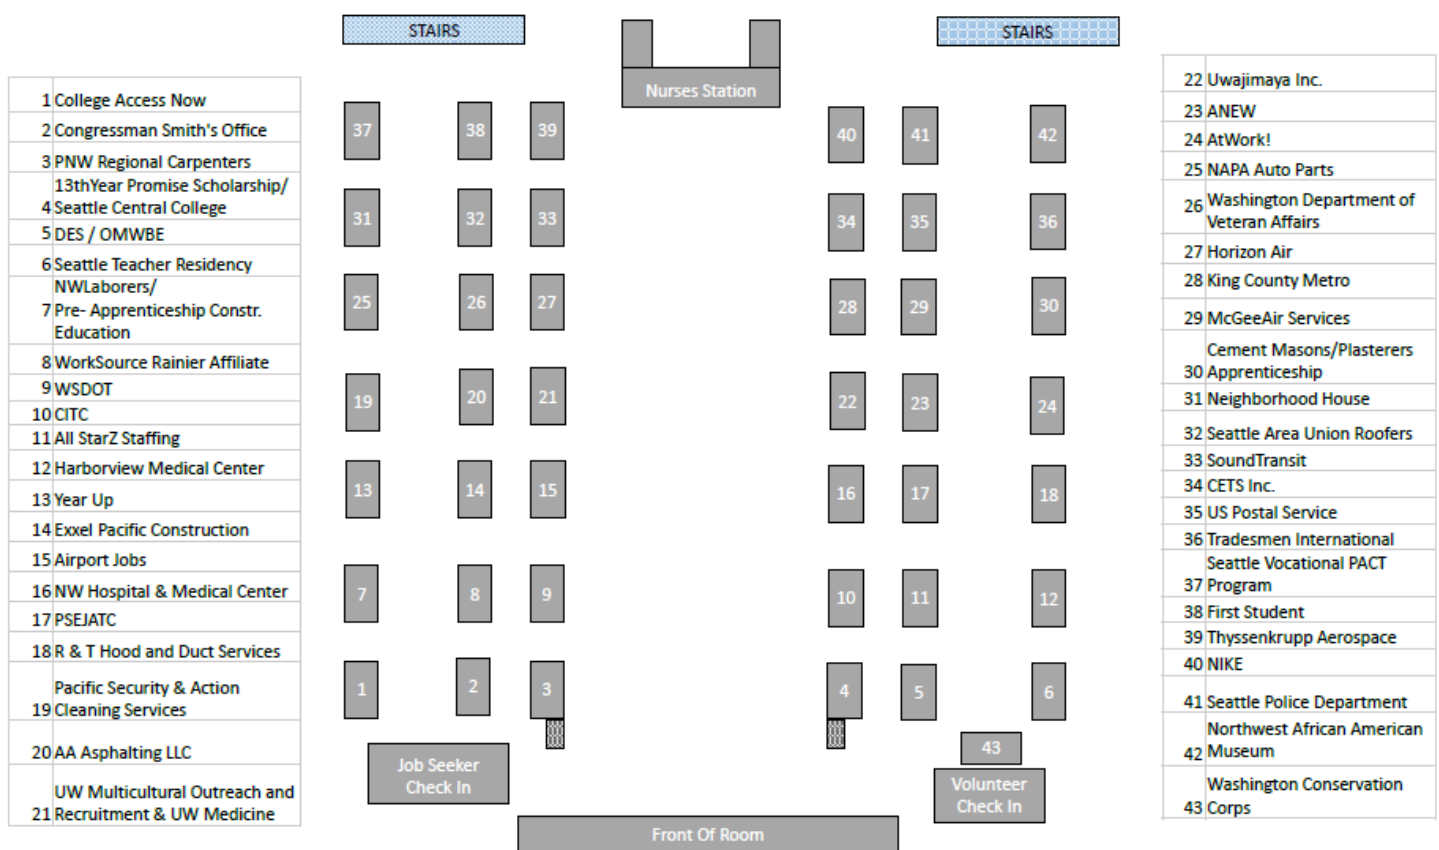 STAIRS
STAIRS
Nurses Station
1 College Access Now
2 Congressman Smith's Office
3 PNW Regional Carpenters
13thYear Promise Scholarship/
4 Seattle Central College
5 DES / OMWBE
6 Seattle Teacher Residency
NWLaborers/
7 Pre- Apprenticeship Constr.
Education
8 WorkSource Rainier Affiliate
9 WSDOT
10 CITC
11 All StarZ Staffing
12 Harborview Medical Center
13 Year Up
14 Exxel Pacific Construction
15 Airport Jobs
16 NW Hospital & Medical Center
17 PSEJATC
18 R & T Hood and Duct Services
Pacific Security & Action
19 Cleaning Services
20 AA Asphalting LLC
UW Multicultural Outreach and
21 Recruitment & UW Medicine
37 38 39 40 41 42
31 32 33 34 35 36
25 26 27 28 29 30
19 20 21 22 23 24
13 14 15 16 17 18
7 8 9 10 11 12
1 2 3 4 5 6
43
Job Seeker
Check In
Volunteer
Check In
Front Of Room
22 Uwajimaya Inc.
23 ANEW
24 AtWork!
25 NAPA Auto Parts
26 Washington Department of
Veteran Affairs
27 Horizon Air
28 King County Metro
29 McGeeAir Services
Cement Masons/Plasterers
30 Apprenticeship
31 Neighborhood House
32 Seattle Area Union Roofers
33 SoundTransit
34 CETS Inc.
35 US Postal Service
36 Tradesmen International
Seattle Vocational PACT
37 Program
38 First Student
39 Thyssenkrupp Aerospace
40 NIKE
41 Seattle Police Department
Northwest African American
42 Museum
Washington Conservation
43 Corps